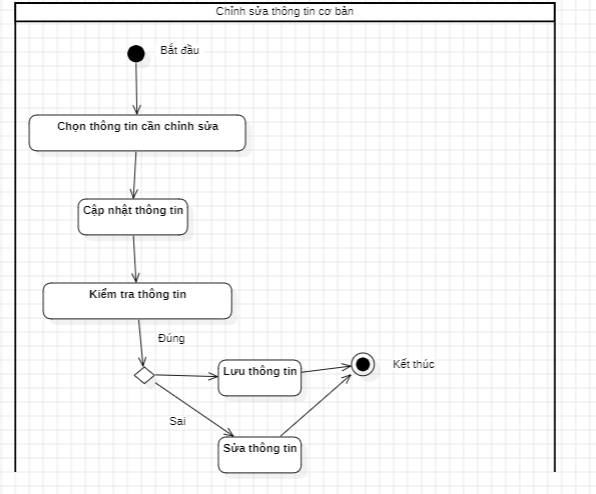 Chỉnh sửa thông tin cơ bản
Bắt đầu
Chọn thông tin cần chỉnh sửa
Cập nhật thông tin
Kiểm tra thông tin
Đúng
Lưu thông tin
Kết thúc
Sai
Sửa thông tin